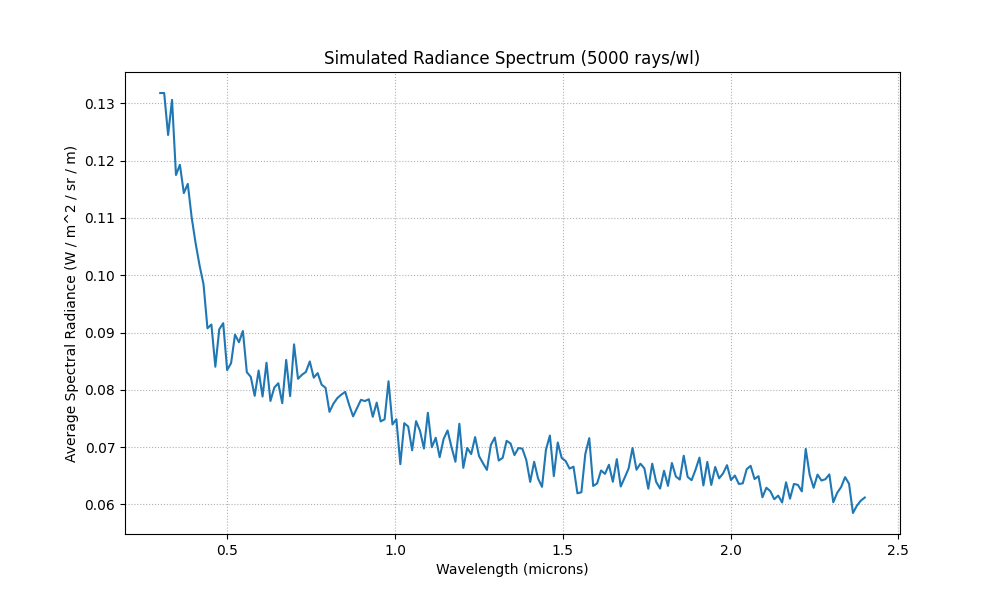 Simulated Radiance Spectrum (5000 rays/wl)
Average Spectral Radiance (W / m^2 / sr / m)
0.13
0.12
0.11
0.10
0.09
0.08
0.07
0.06
0.5 1.0 1.5 2.0 2.5
Wavelength (microns)